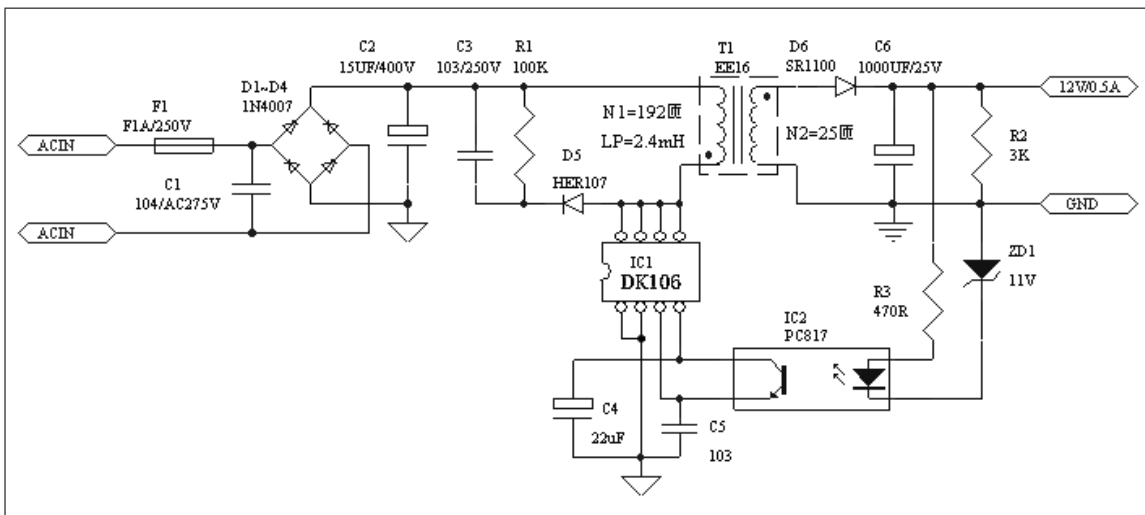 C2
15UF/400V
C3
103/250V
R1
100K
T1
EE16
D6
SR1100
C6
1000UF/25V
D1~D4
1N4007
F1
F1A/250V
N1=192匝
LP=2.4mH
N2=25匝
12V/0.5A
ACIN
R2
3K
C1
104/AC275V
D5
HER107
ACIN
GND
IC1
DK106
ZD1
11V
R3
470R
IC2
PC817
C4
22uF
C5
103